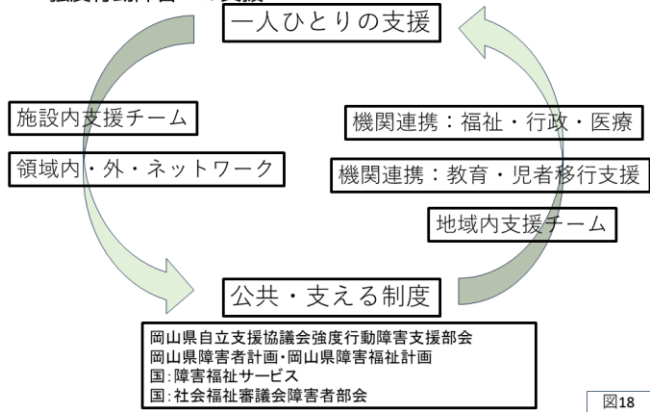 一人ひとりの支援
施設内支援チーム
領域内・外・ネットワーク
機関連携：福祉・行政・医療
機関連携：教育・児者移行支援
地域内支援チーム
公共・支える制度
岡山県自立支援協議会強度行動障害支援部会
岡山県障害者計画・岡山県障害福祉計画
国：障害福祉サービス
国：社会福祉審議会障害者部会
図18